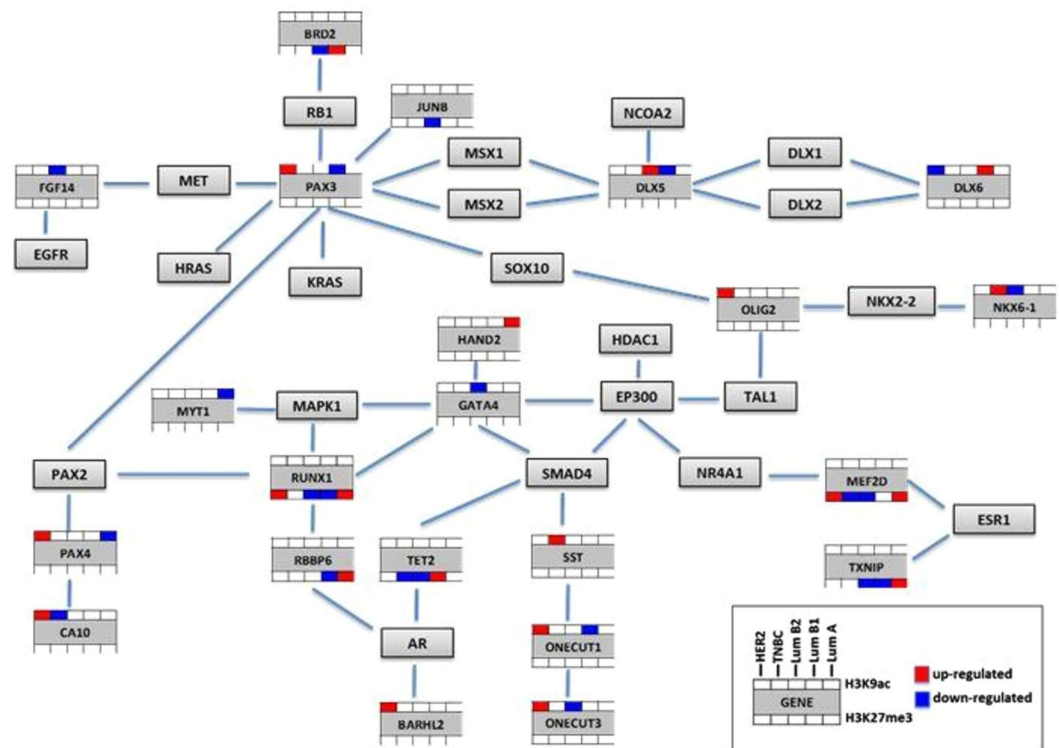 BRD2
RB1
JUNB
NCOA2
MSX1
DLX1
FGF14
MET
PAX3
DLX5
DLX6
MSX2
DLX2
EGFR
HRAS
KRAS
SOX10
OLIG2
NKX2-2
NKX6-1
HAND2
HDAC1
MYT1
MAPK1
GATA4
EP300
TAL1
PAX2
RUNX1
SMAD4
NR4A1
MEF2D
ESR1
PAX4
RBBP6
TET2
SST
TXNIP
CA10
AR
ONECUT1
BARHL2
ONECUT3
HER2
TNBC
Lum B2
Lum B1
Lum A
H3K9ac
GENE
H3K27me3
up-regulated
down-regulated